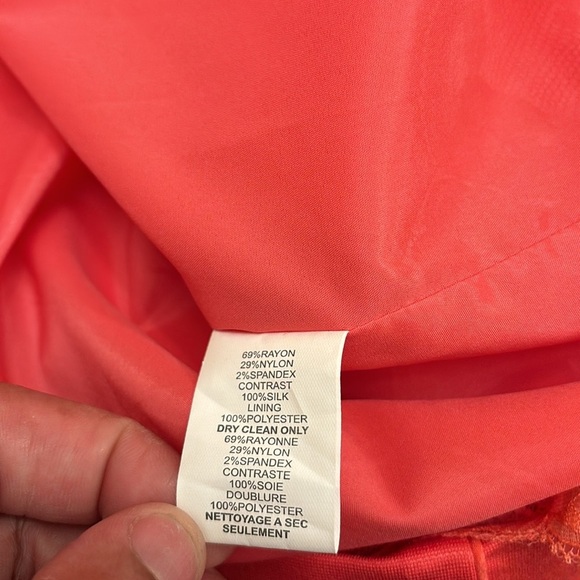 69%RAYON
29%NYLON
2%SPANDEX
CONTRAST
100%SILK
LINING
100%POLYESTER
DRY CLEAN ONLY
69%RAYONNE
29%NYLON
2%SPANDEX
CONTRASTE
100%SOIE
DOUBLURE
100%POLYESTER
NETTOYAGE A SEC
SEULEMENT